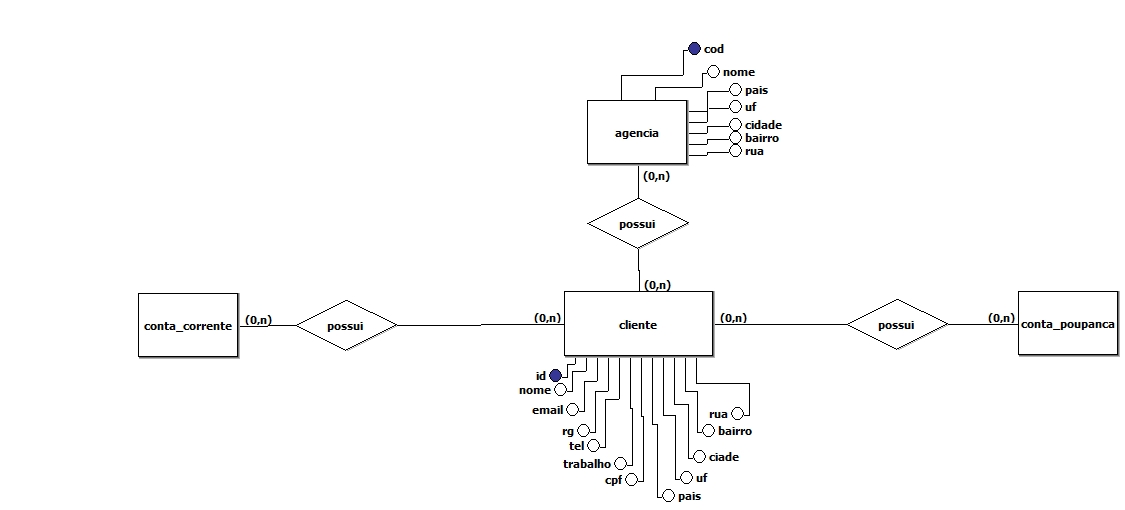 cod
nome
pais
uf
cidade
bairro
rua
agencia
(0,n)
possui
(0,n)
conta_corrente
(0,n)
possui
(0,n)
cliente
(0,n)
possui
(0,n)
conta_poupanca
id
nome
email
rg
tel
trabalho
cpf
pais
uf
ciade
bairro
rua